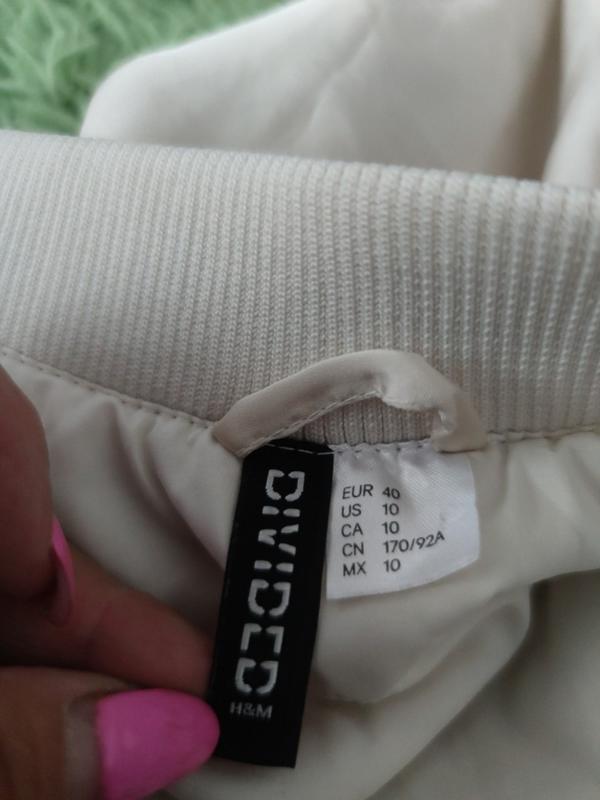 DIVIDED
H&M
EUR 40
US 10
CA 10
CN 170/92A
MX 10